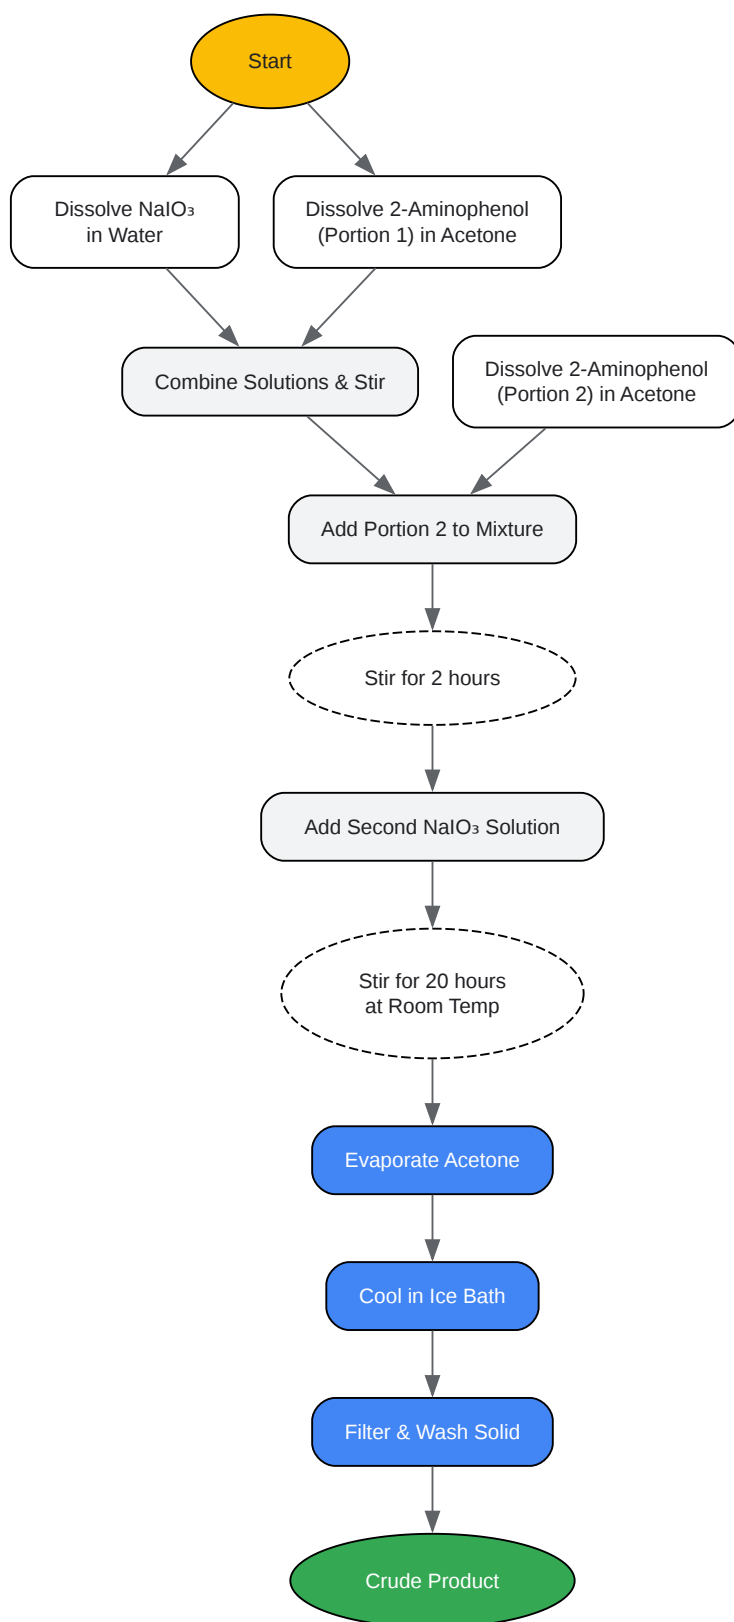 Start
Dissolve NaIO₃
in Water
Dissolve 2-Aminophenol
(Portion 1) in Acetone
Combine Solutions & Stir
Dissolve 2-Aminophenol
(Portion 2) in Acetone
Add Portion 2 to Mixture
Stir for 2 hours
Add Second NaIO₃ Solution
Stir for 20 hours
at Room Temp
Evaporate Acetone
Cool in Ice Bath
Filter & Wash Solid
Crude Product